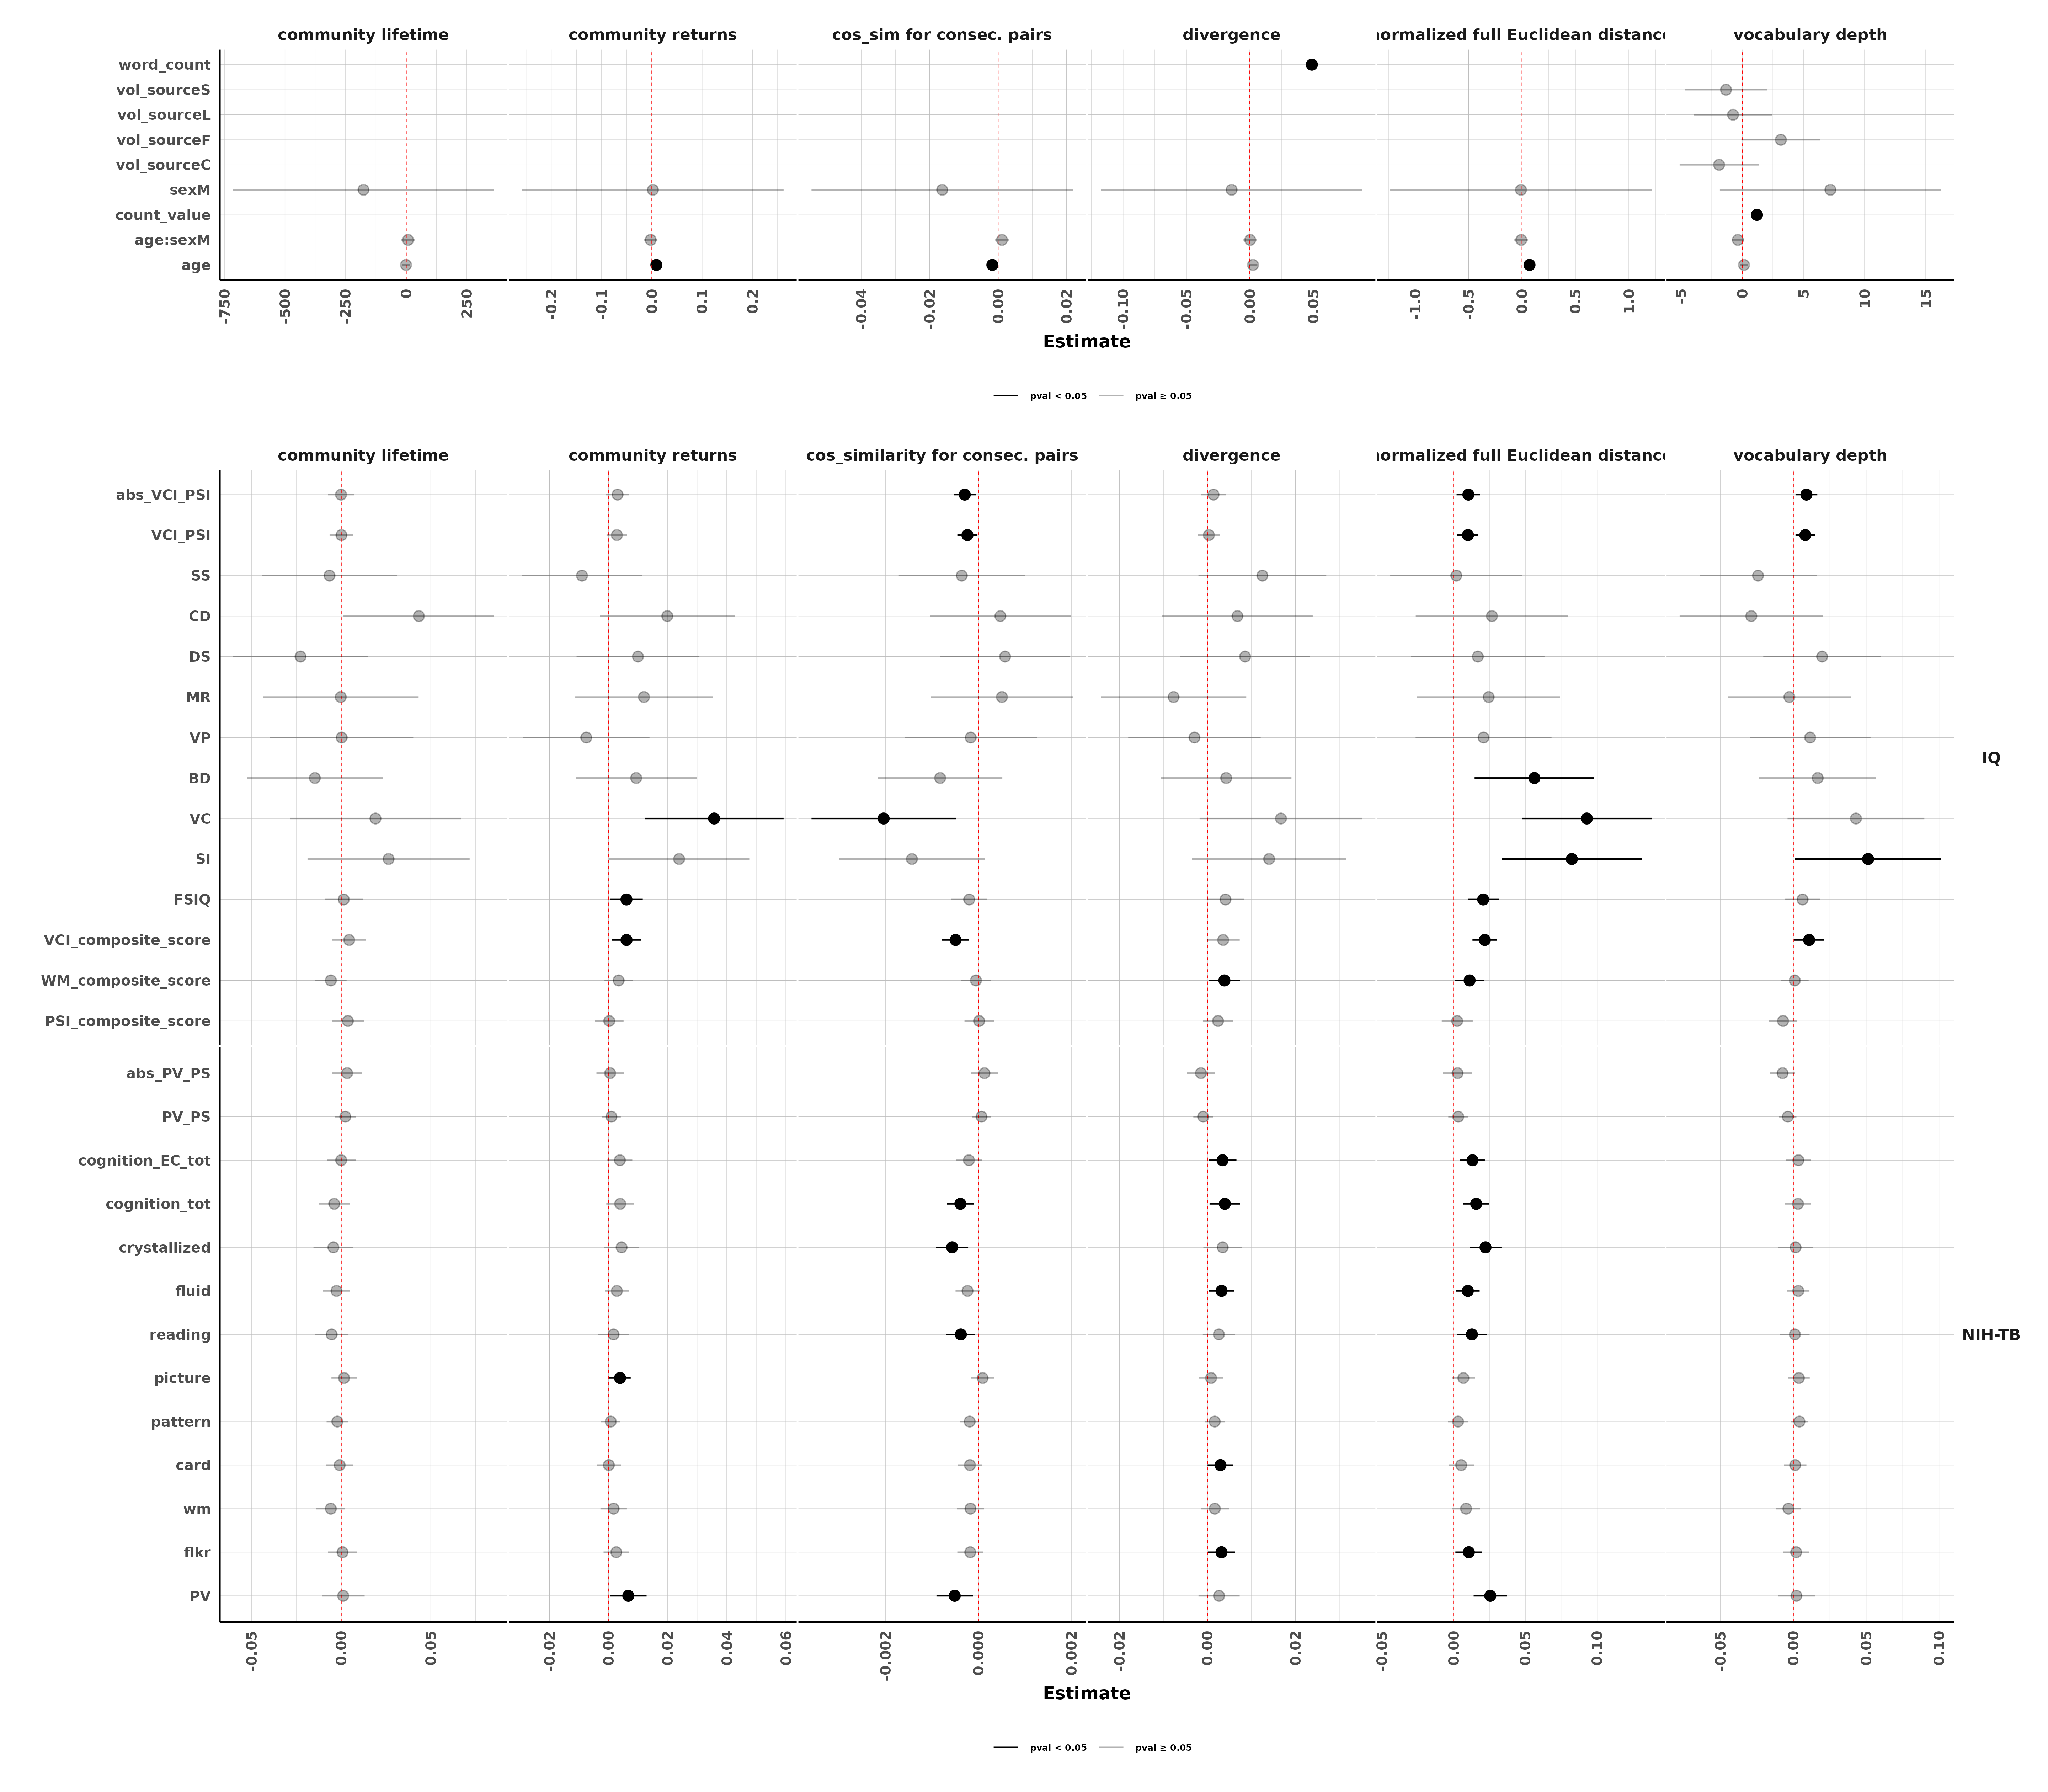 community lifetime community returns cos_sim for consec. pairs divergence normalized full Euclidean distance vocabulary depth
word_count
vol_sourceS
vol_sourceL
vol_sourceF
vol_sourceC
sexM
count_value
age:sexM
age
-750 -500 -250 0 250 -0.2 -0.1 0.0 0.1 0.2 -0.04 -0.02 0.00 0.02 -0.10 -0.05 0.00 0.05 -1.0 -0.5 0.0 0.5 1.0 -5 0 5 10 15
Estimate
pval < 0.05 pval ≥ 0.05
community lifetime community returns cos_similarity for consec. pairs divergence normalized full Euclidean distance vocabulary depth
abs_VCI_PSI
VCI_PSI
SS
CD
DS
MR
VP
IQ
BD
VC
SI
FSIQ
VCI_composite_score
WM_composite_score
PSI_composite_score
abs_PV_PS
PV_PS
cognition_EC_tot
cognition_tot
crystallized
fluid
reading NIH-TB
picture
pattern
card
wm
flkr
PV
-0.05 0.00 0.05 -0.02 0.00 0.02 0.04 0.06 -0.002 0.000 0.002 -0.02 0.00 0.02 -0.05 0.00 0.05 0.10 -0.05 0.00 0.05 0.10
Estimate
pval < 0.05 pval ≥ 0.05